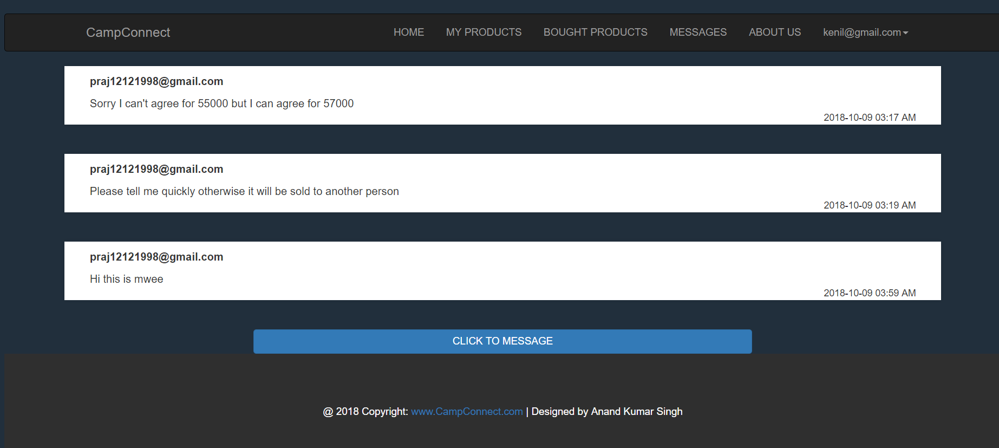 CampConnect HOME MY PRODUCTS BOUGHT PRODUCTS MESSAGES ABOUT US kenil@gmail.com
praj12121998@gmail.com
Sorry I can't agree for 55000 but I can agree for 57000
2018-10-09 03:17 AM
praj12121998@gmail.com
Please tell me quickly otherwise it will be sold to another person
2018-10-09 03:19 AM
praj12121998@gmail.com
Hi this is mwee
2018-10-09 03:59 AM
CLICK TO MESSAGE
@ 2018 Copyright: www.CampConnect.com | Designed by Anand Kumar Singh